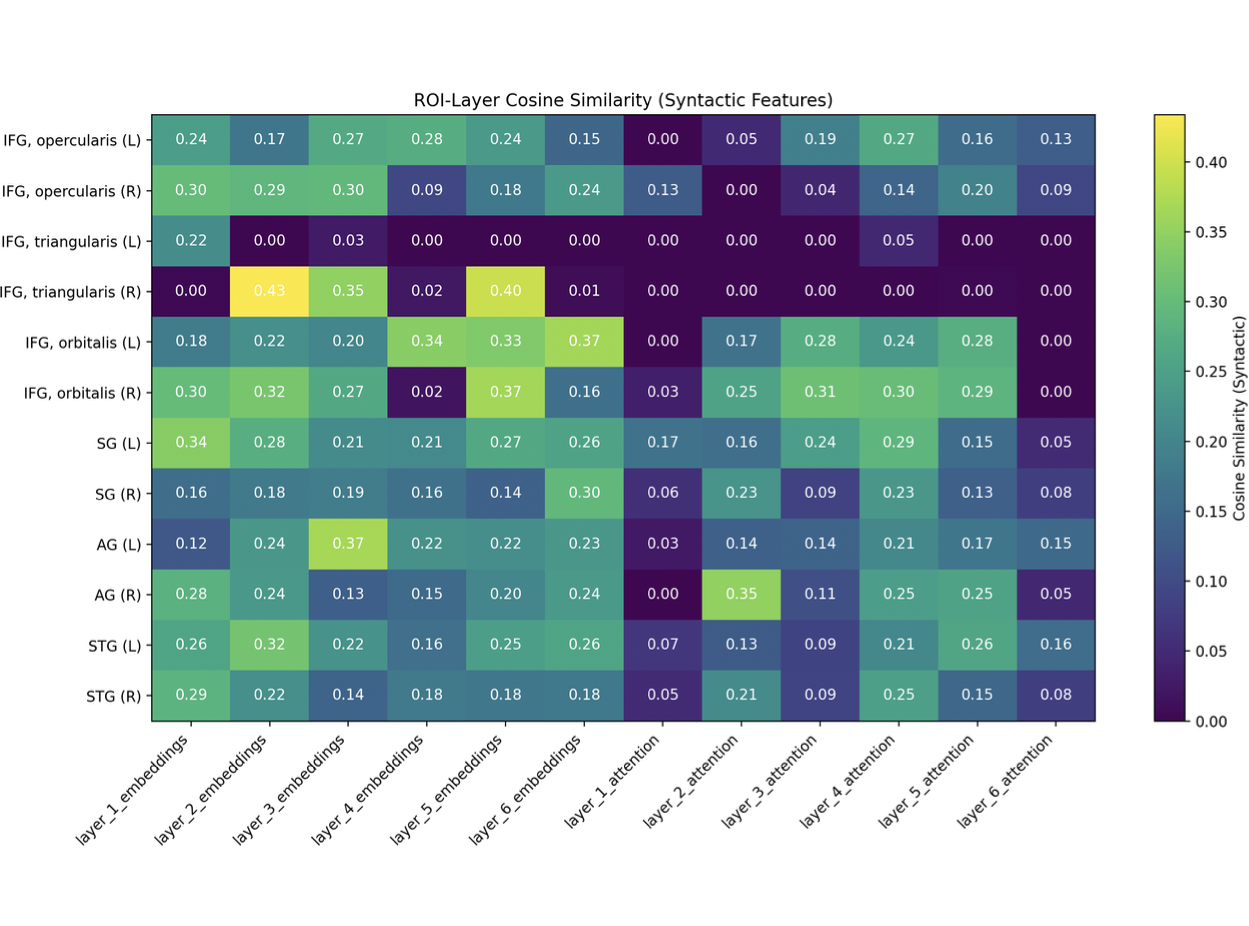 ROI-Layer Cosine Similarity (Syntactic Features)
IFG, opercularis (L) 0.24 0.17 0.27 0.28 0.24 0.15 0.00 0.05 0.19 0.27 0.16 0.13
IFG, opercularis (R) 0.30 0.29 0.30 0.09 0.18 0.24 0.13 0.00 0.04 0.14 0.20 0.09
IFG, triangularis (L) 0.22 0.00 0.03 0.00 0.00 0.00 0.00 0.00 0.00 0.05 0.00 0.00
IFG, triangularis (R) 0.00 0.43 0.35 0.02 0.40 0.01 0.00 0.00 0.00 0.00 0.00 0.00
IFG, orbitalis (L) 0.18 0.22 0.20 0.34 0.33 0.37 0.00 0.17 0.28 0.24 0.28 0.00
IFG, orbitalis (R) 0.30 0.32 0.27 0.02 0.37 0.16 0.03 0.25 0.31 0.30 0.29 0.00
SG (L) 0.34 0.28 0.21 0.21 0.27 0.26 0.17 0.16 0.24 0.29 0.15 0.05
SG (R) 0.16 0.18 0.19 0.16 0.14 0.30 0.06 0.23 0.09 0.23 0.13 0.08
AG (L) 0.12 0.24 0.37 0.22 0.22 0.23 0.03 0.14 0.14 0.21 0.17 0.15
AG (R) 0.28 0.24 0.13 0.15 0.20 0.24 0.00 0.35 0.11 0.25 0.25 0.05
STG (L) 0.26 0.32 0.22 0.16 0.25 0.26 0.07 0.13 0.09 0.21 0.26 0.16
STG (R) 0.29 0.22 0.14 0.18 0.18 0.18 0.05 0.21 0.09 0.25 0.15 0.08
layer_1_embeddings
layer_2_embeddings
layer_3_embeddings
layer_4_embeddings
layer_5_embeddings
layer_6_embeddings
layer_1_attention
layer_2_attention
layer_3_attention
layer_4_attention
layer_5_attention
layer_6_attention
0.40
0.35
0.30
0.25
0.20
0.15
0.10
0.05
0.00
Cosine Similarity (Syntactic)